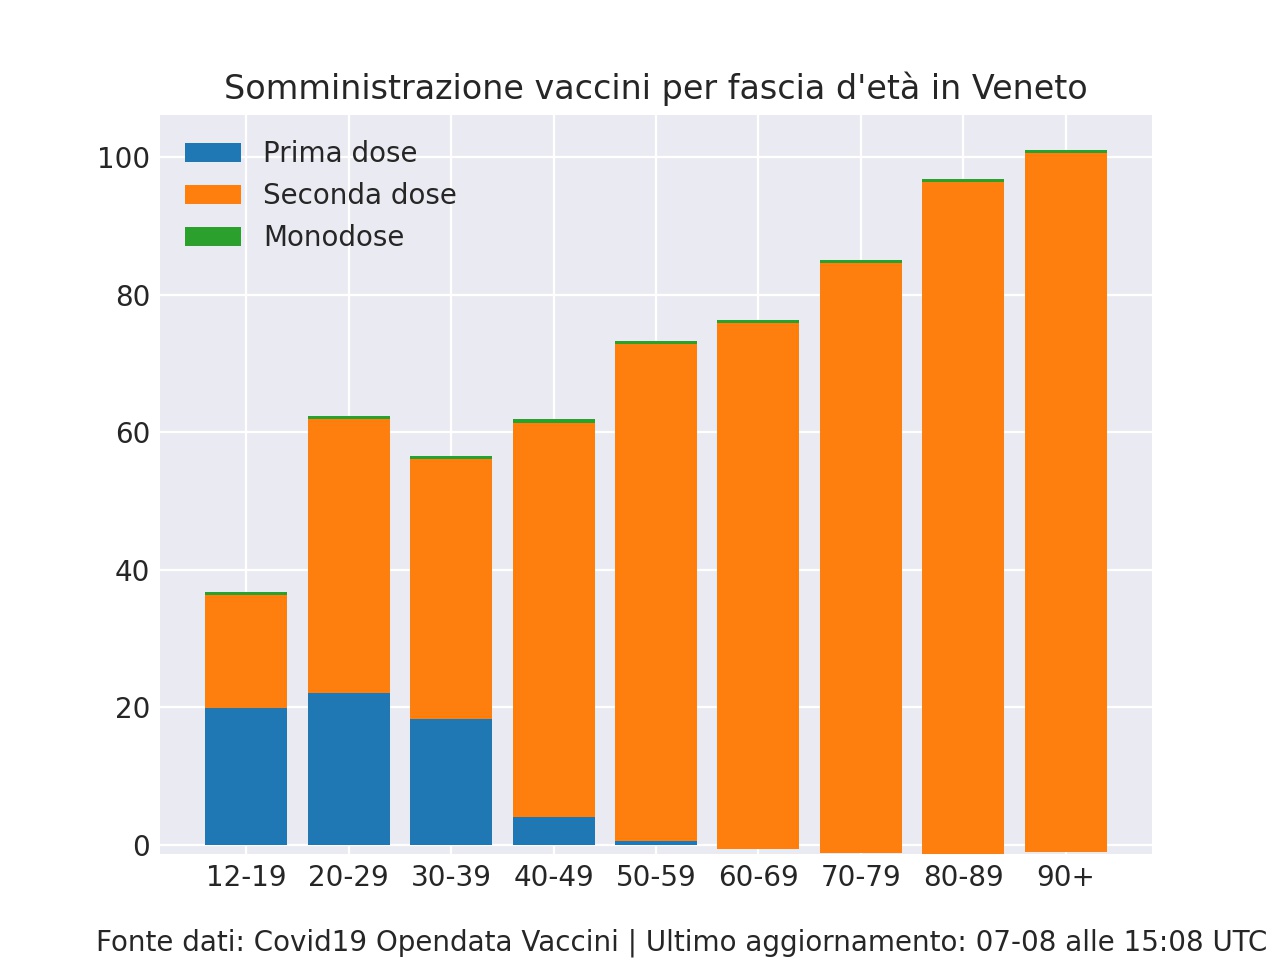 Somministrazione vaccini per fascia d'età in Veneto
Prima dose
Seconda dose
Monodose
100
80
60
40
20
0
12-19 20-29 30-39 40-49 50-59 60-69 70-79 80-89 90+
Fonte dati: Covid19 Opendata Vaccini | Ultimo aggiornamento: 07-08 alle 15:08 UTC